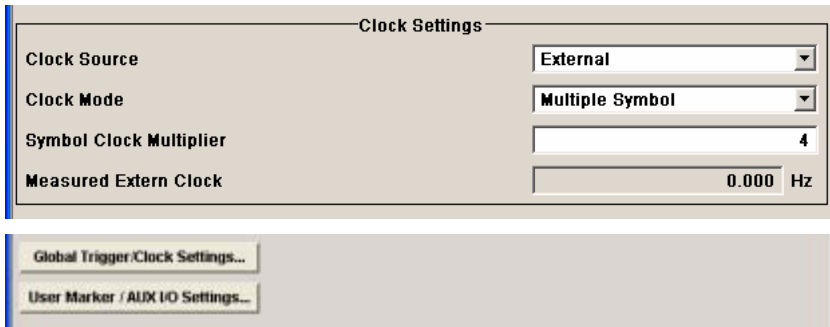 Clock Settings
Clock Source External
Clock Mode Multiple Symbol
Symbol Clock Multiplier 4
Measured Extern Clock 0.000 Hz
Global Trigger/Clock Settings...
User Marker / AUX I/O Settings...